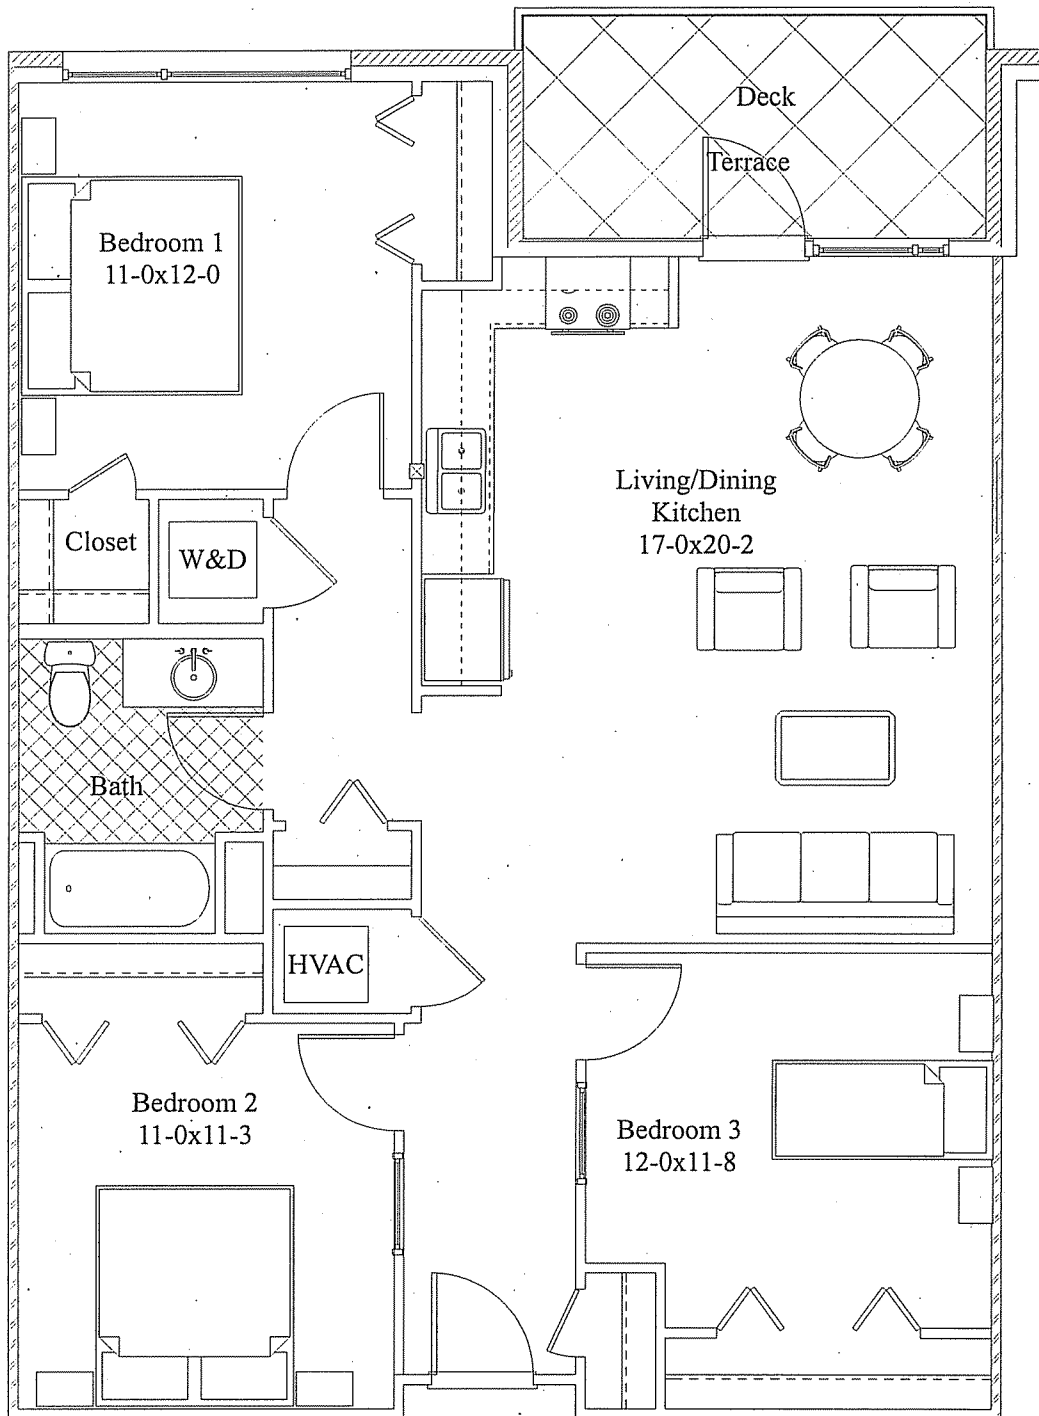 Deck
Terrace
Bedroom 1
11-0x12-0
Living/Dining
Kitchen
17-0x20-2
Closet
W&D
Bath
HVAC
Bedroom 2
11-0x11-3
Bedroom 3
12-0x11-8